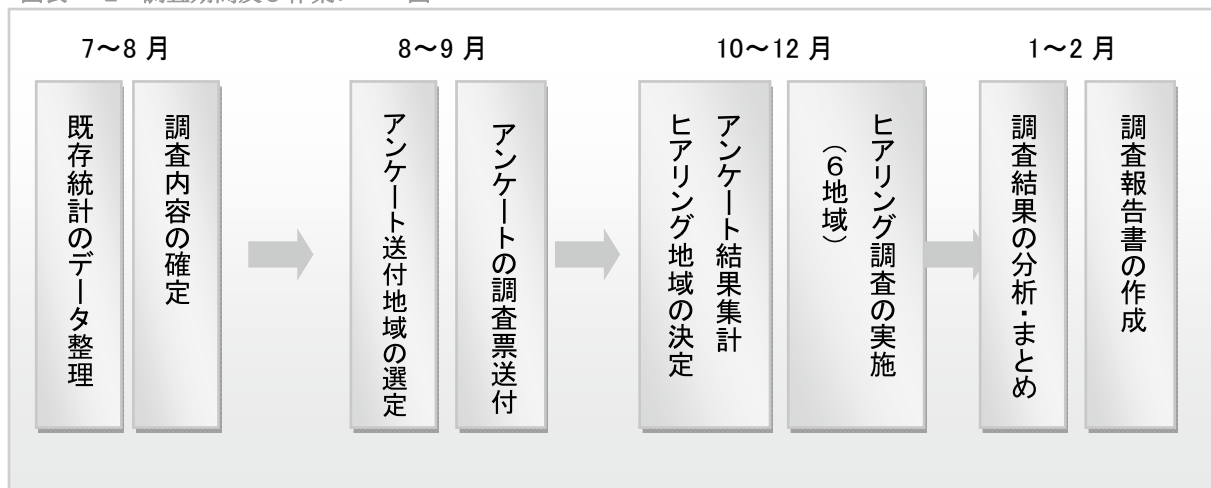 7～8 月
既存統計のデータ整理
調査内容の確定
8～9 月
アンケート送付地域の選定
アンケートの調査票送付
10～12 月
アンケート結果集計
ヒアリング地域の決定
ヒアリング調査の実施
（６地域）
1～2 月
調査結果の分析・まとめ
調査報告書の作成